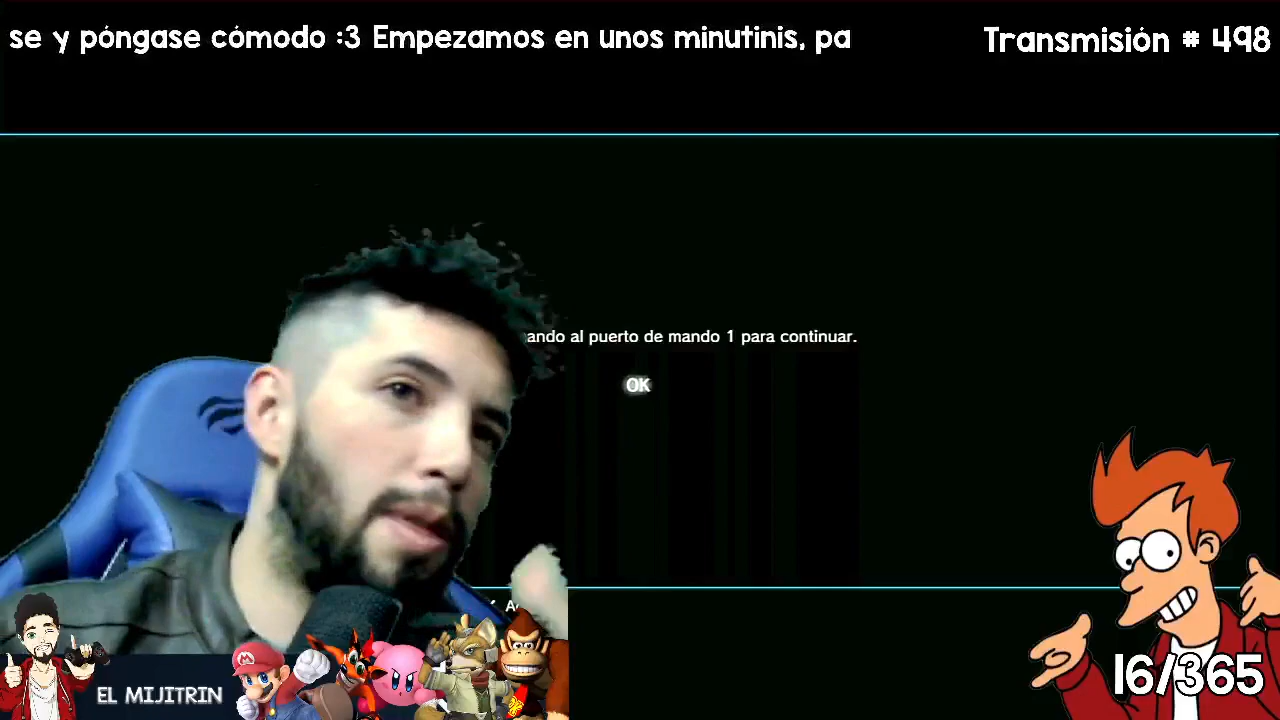 se y póngase cómodo :3 Empezamos en unos minutinis, pa
Transmisión # 498
ando al puerto de mando 1 para continuar.
OK
EL MIJITRIN
16/365